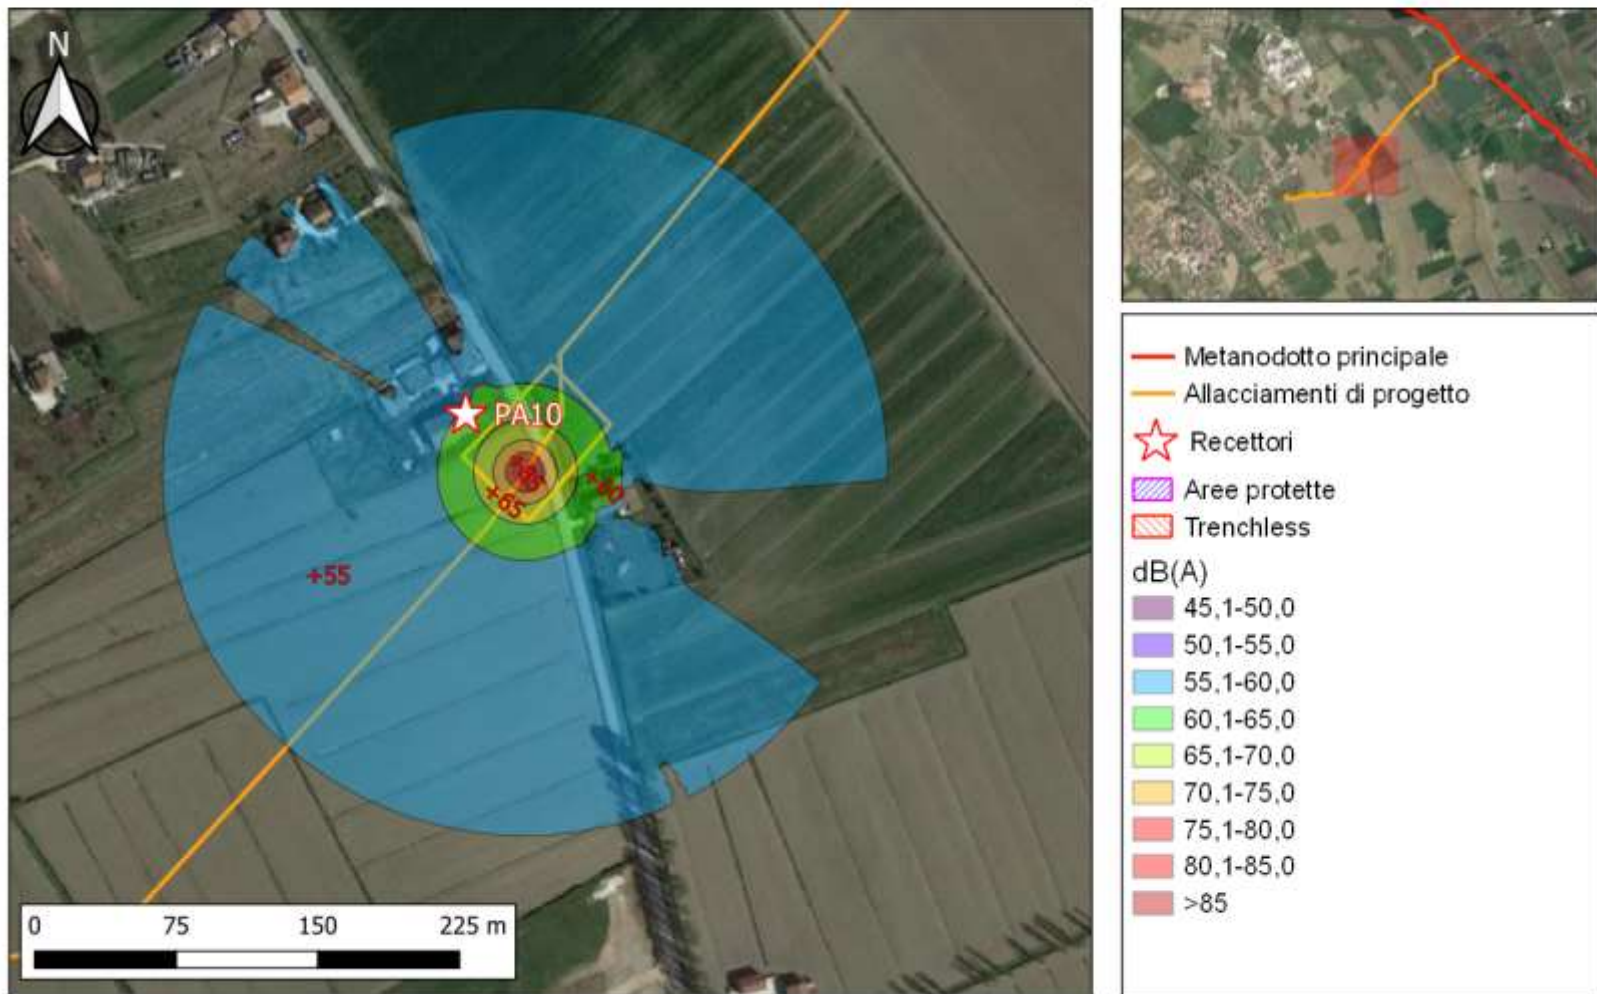 N
PA10
+65
+60
+55
0 75 150 225 m
Metanodotto principale
Allacciamenti di progetto
Recettori
Aree protette
Trenchless
dB(A)
45,1-50,0
50,1-55,0
55,1-60,0
60,1-65,0
65,1-70,0
70,1-75,0
75,1-80,0
80,1-85,0
>85